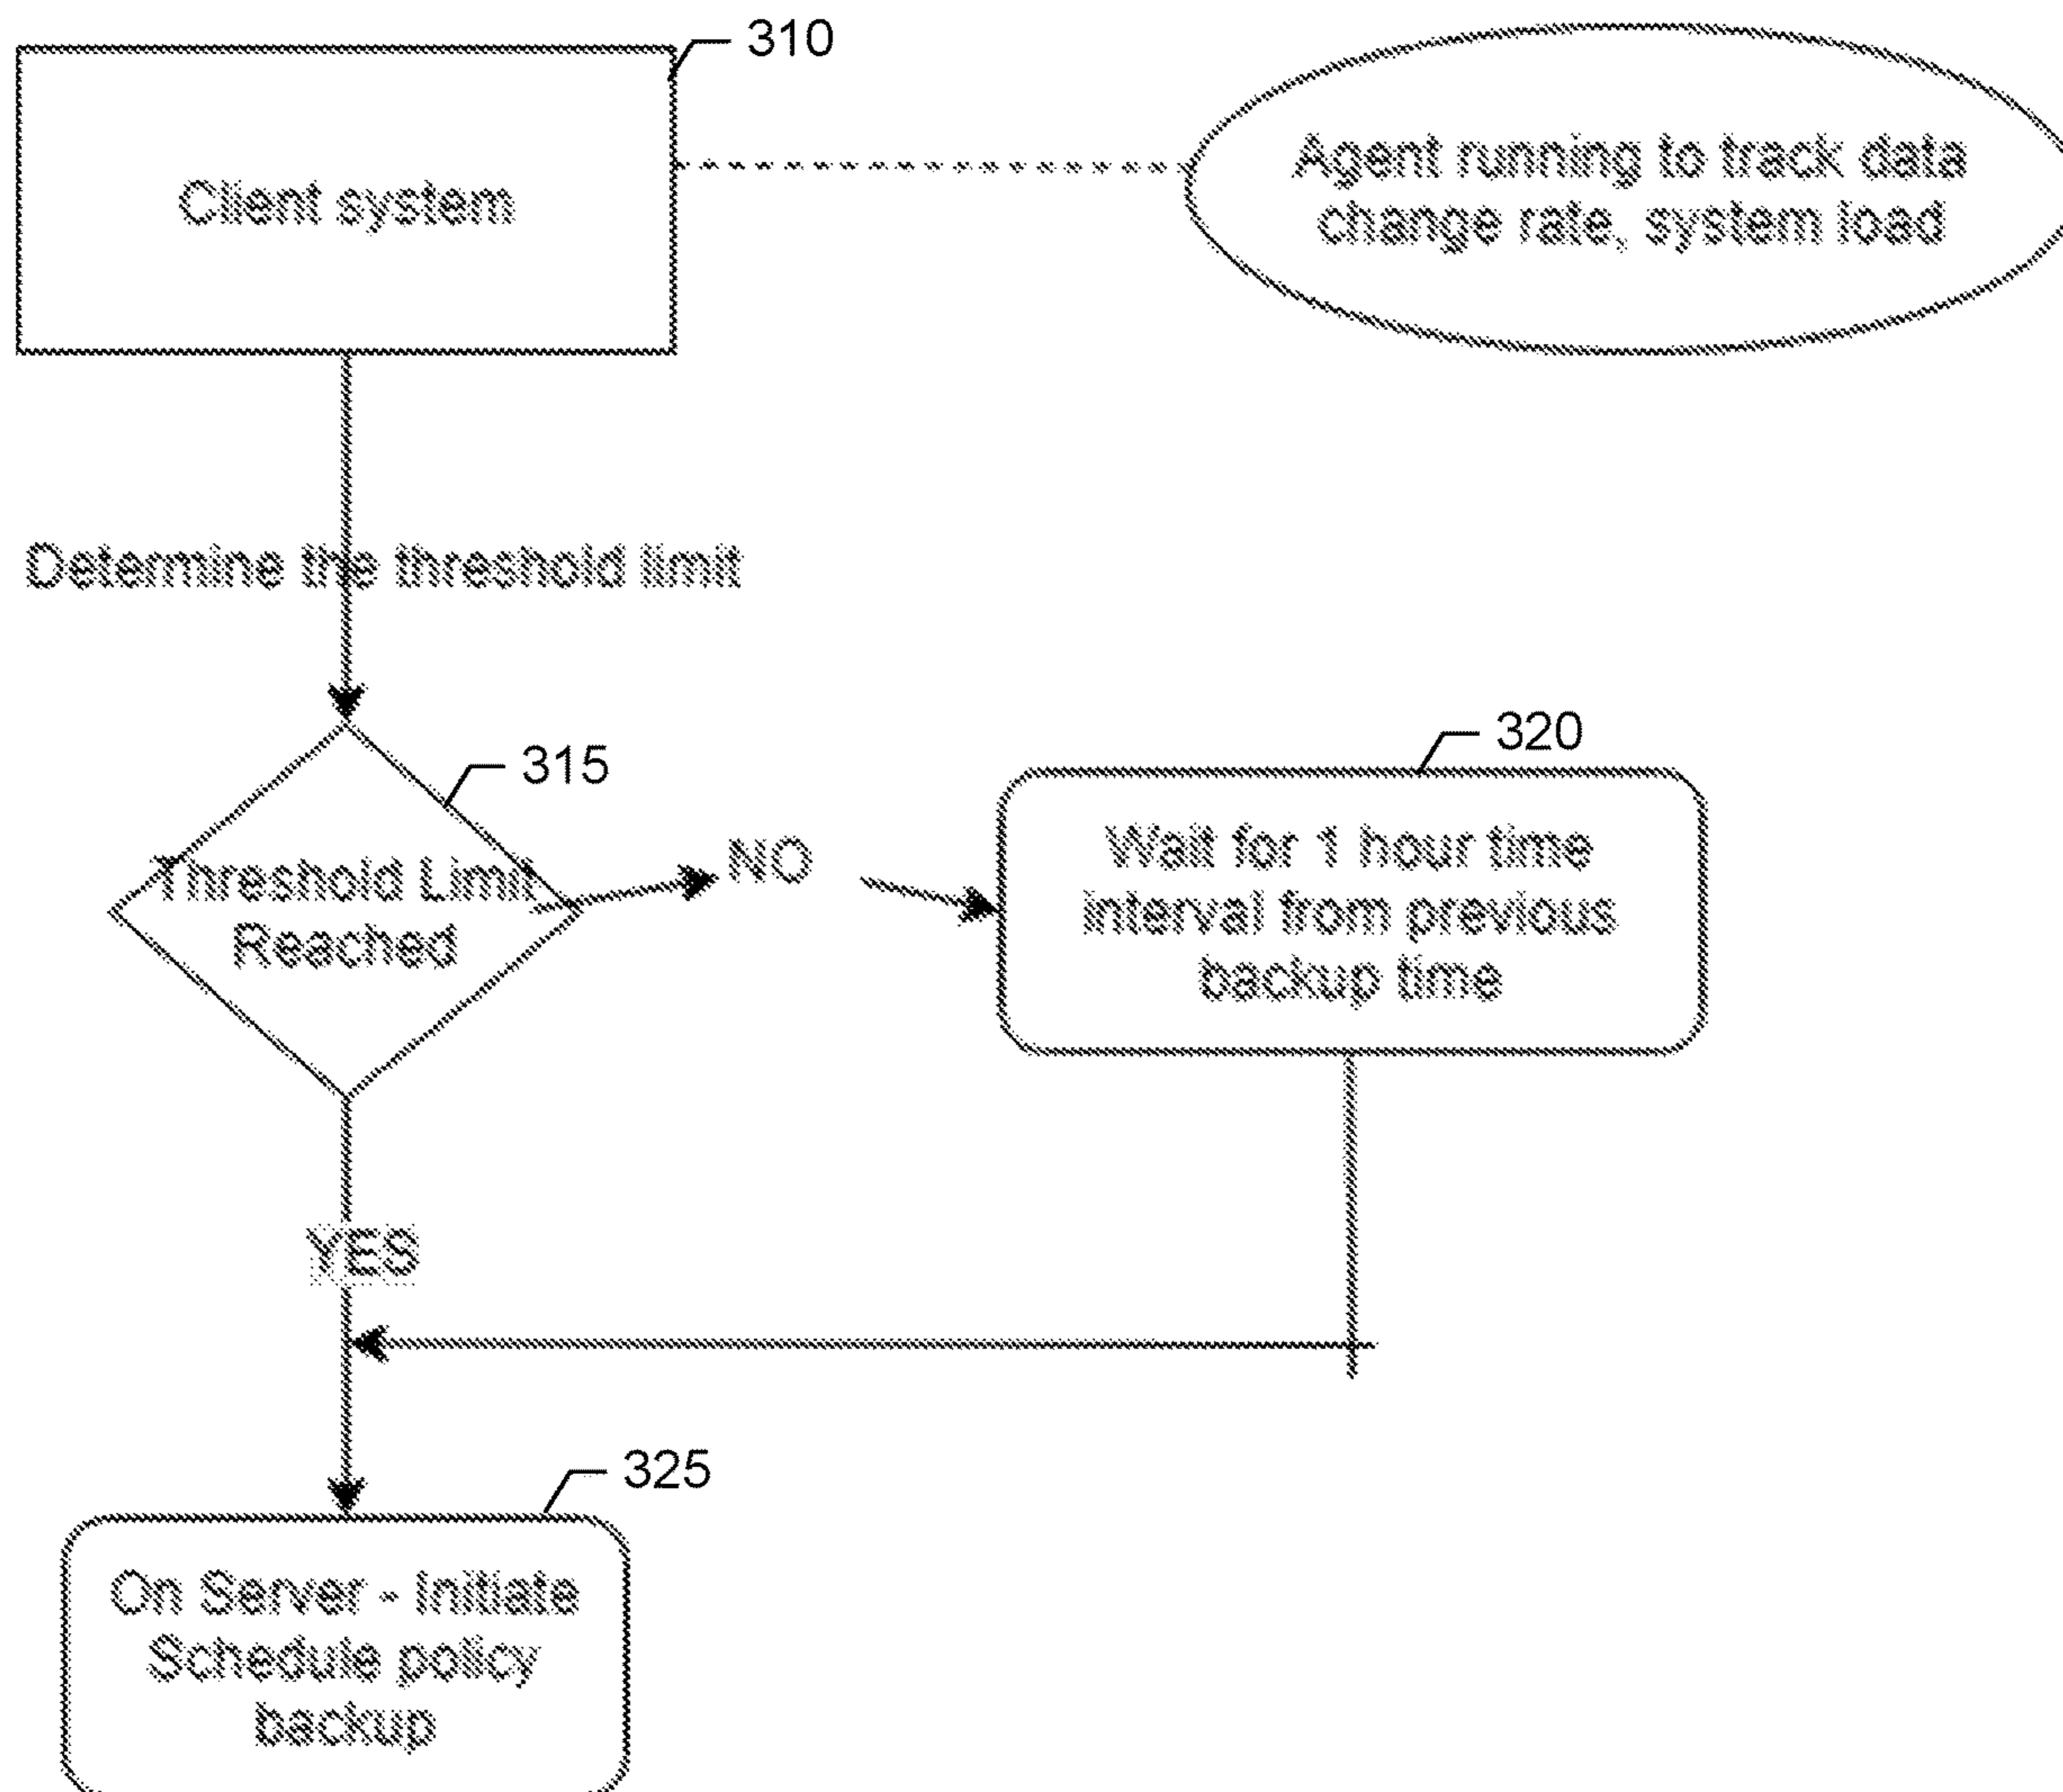 310
Client system
Agent running to track data
change rate, system load
Determine the threshold limit
315
Threshold Limit
Reached
NO
320
Wait for 1 hour time
interval from previous
backup time
YES
325
On Server - Initiate
Schedule policy
backup